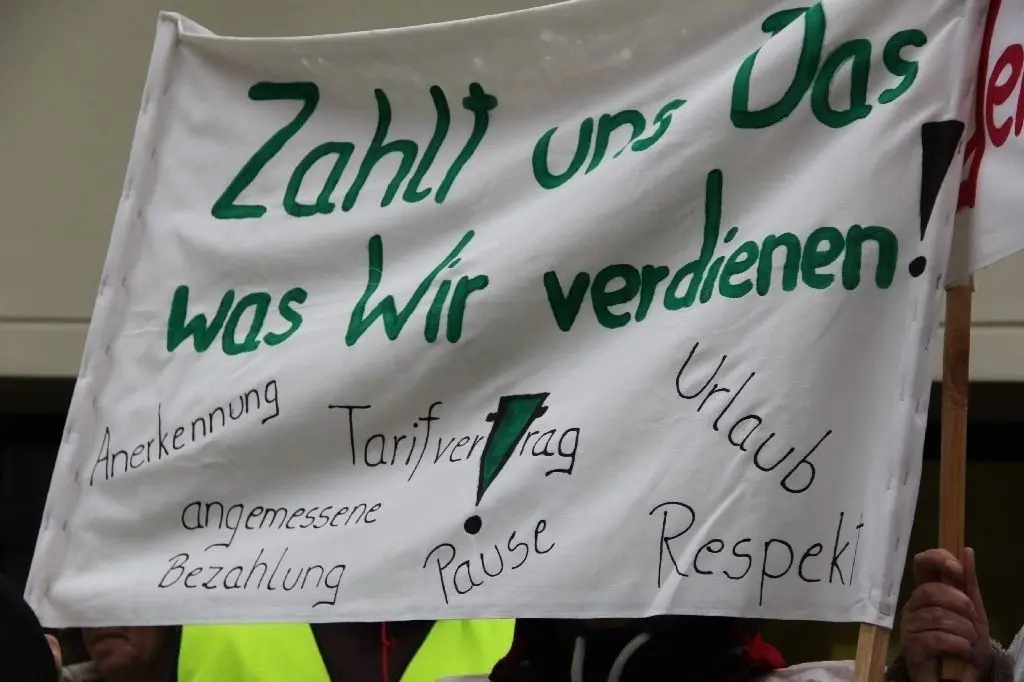 Zahlt uns Das
was Wir verdienen!
Anerkennung
Tarifvertrag
Urlaub
angemessene
Bezahlung
Pause
Respekt